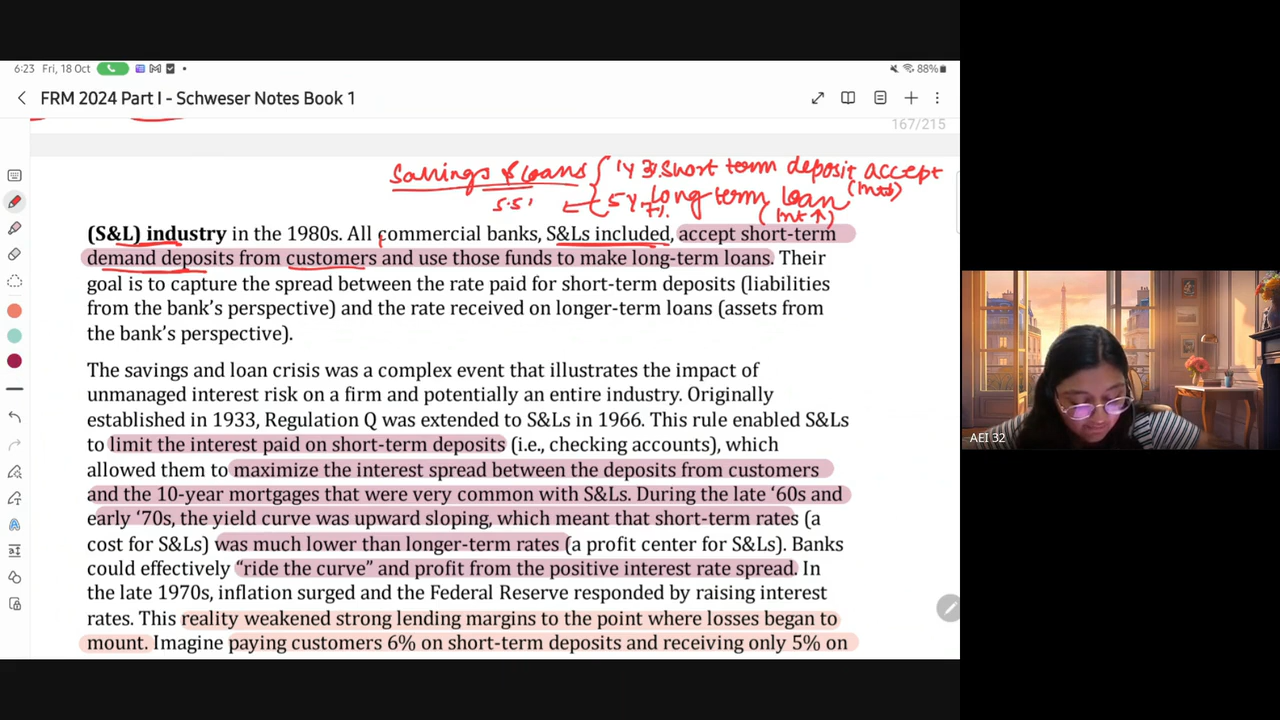 6:23 Fri, 18 Oct 88%
FRM 2024 Part I - Schweser Notes Book 1
167/215
Savings & Loans 1Y short term deposit accept
5Y long term loan (int↓)
5.5% 7% (int↑)
(S&L) industry in the 1980s. All commercial banks, S&Ls included, accept short-term
demand deposits from customers and use those funds to make long-term loans. Their
goal is to capture the spread between the rate paid for short-term deposits (liabilities
from the bank’s perspective) and the rate received on longer-term loans (assets from
the bank’s perspective).
The savings and loan crisis was a complex event that illustrates the impact of
unmanaged interest risk on a firm and potentially an entire industry. Originally
established in 1933, Regulation Q was extended to S&Ls in 1966. This rule enabled S&Ls
to limit the interest paid on short-term deposits (i.e., checking accounts), which
allowed them to maximize the interest spread between the deposits from customers
and the 10-year mortgages that were very common with S&Ls. During the late ‘60s and
early ‘70s, the yield curve was upward sloping, which meant that short-term rates (a
cost for S&Ls) was much lower than longer-term rates (a profit center for S&Ls). Banks
could effectively “ride the curve” and profit from the positive interest rate spread. In
the late 1970s, inflation surged and the Federal Reserve responded by raising interest
rates. This reality weakened strong lending margins to the point where losses began to
mount. Imagine paying customers 6% on short-term deposits and receiving only 5% on
AEI 32